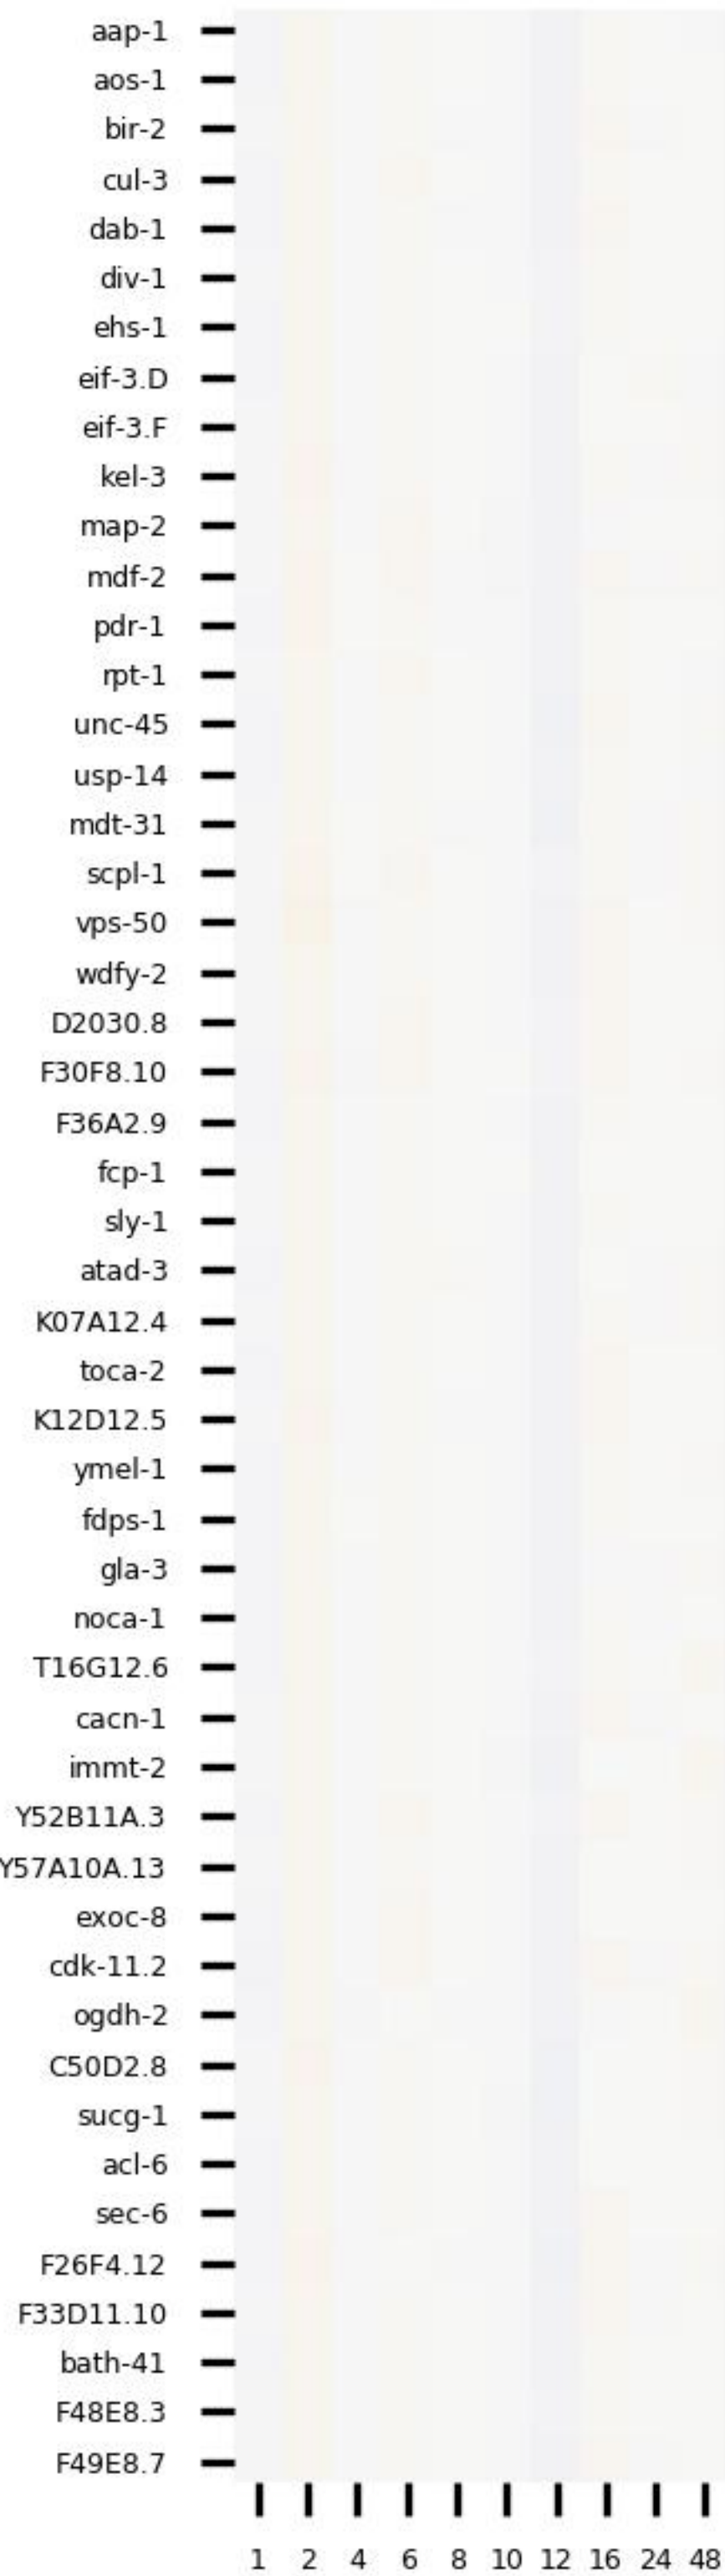 aap-1
aos-1
bir-2
cul-3
dab-1
div-1
ehs-1
eif-3.D
eif-3.F
kel-3
map-2
mdf-2
pdr-1
rpt-1
unc-45
usp-14
mdt-31
scpl-1
vps-50
wdfy-2
D2030.8
F30F8.10
F36A2.9
fcp-1
sly-1
atad-3
K07A12.4
toca-2
K12D12.5
ymel-1
fdps-1
gla-3
noca-1
T16G12.6
cacn-1
immt-2
Y52B11A.3
Y57A10A.13
exoc-8
cdk-11.2
ogdh-2
C50D2.8
sucg-1
acl-6
sec-6
F26F4.12
F33D11.10
bath-41
F48E8.3
F49E8.7
1 2 4 6 8 10 12 16 24 48